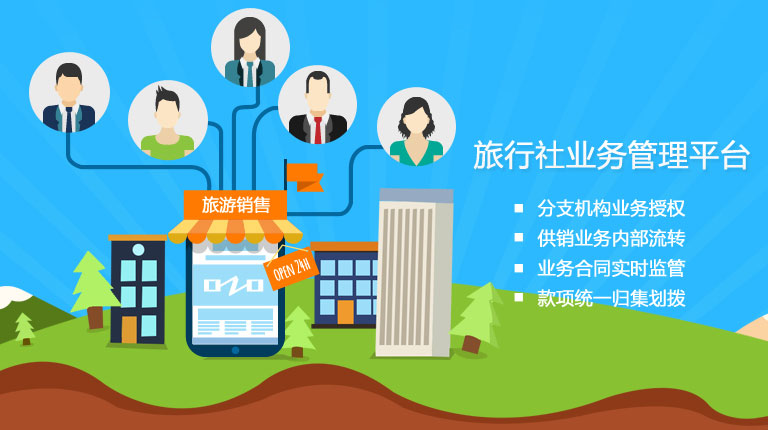 旅行社业务管理平台
分支机构业务授权
供销业务内部流转
业务合同实时监管
款项统一归集划拨
旅游销售
OPEN 24H